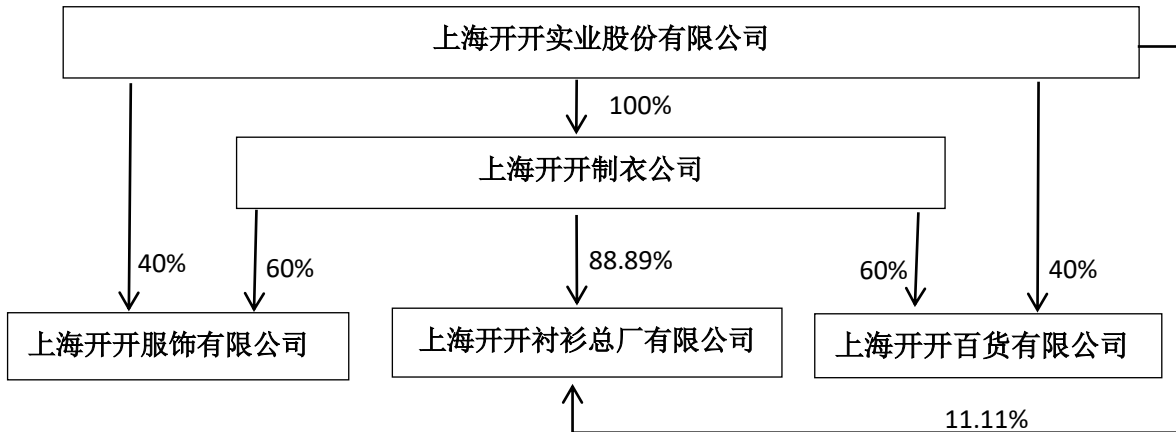 上海开开实业股份有限公司
100%
上海开开制衣公司
40%
60%
88.89%
60%
40%
上海开开服饰有限公司
上海开开衬衫总厂有限公司
上海开开百货有限公司
11.11%